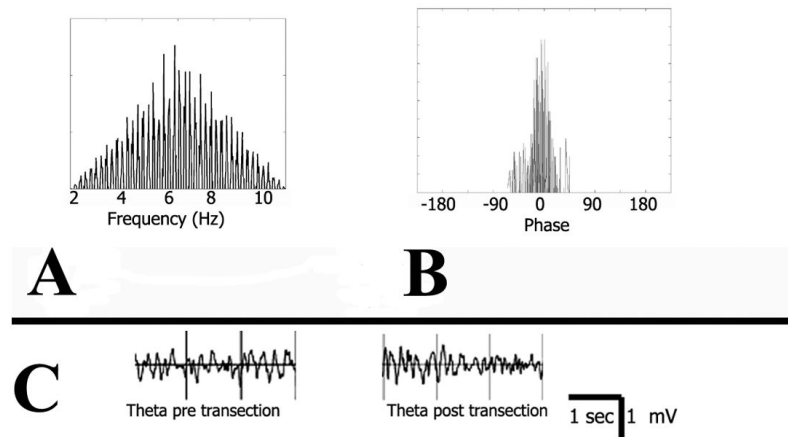 2 4 6 8 10
Frequency (Hz)
-180 -90 0 90 180
Phase
A
B
C
Theta pre transection
Theta post transection
1 sec 1 mV